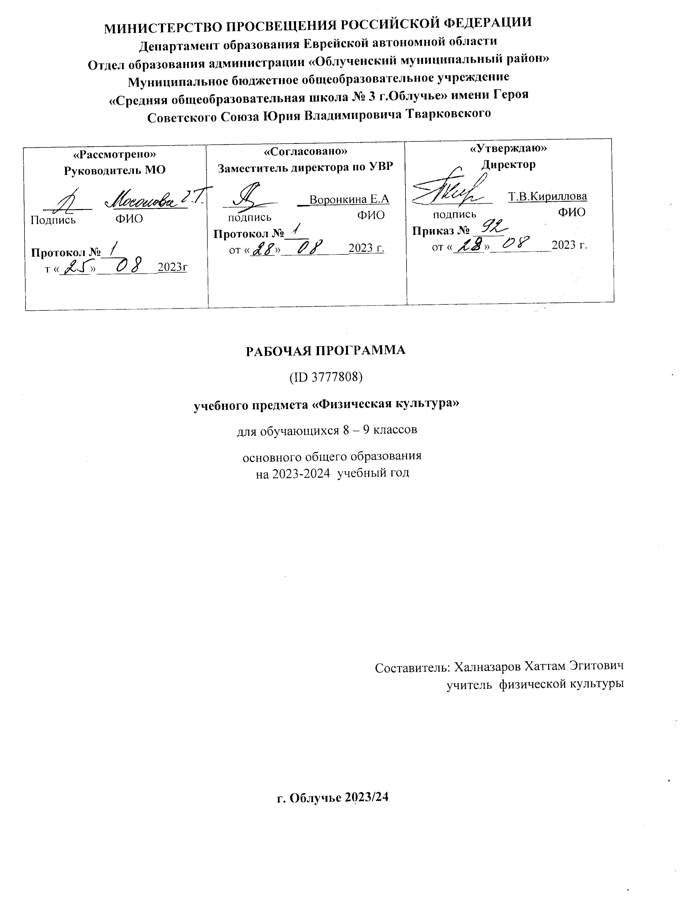 МИНИСТЕРСТВО ПРОСВЕЩЕНИЯ РОССИЙСКОЙ ФЕДЕРАЦИИ
Департамент образования Еврейской автономной области
Отдел образования администрации «Облученский муниципальный район»
Муниципальное бюджетное общеобразовательное учреждение
«Средняя общеобразовательная школа № 3 г.Облучье» имени Героя
Советского Союза Юрия Владимировича Тварковского
«Рассмотрено»
Руководитель МО
Г.Г.
Подпись ФИО
Протокол № 1
т «25» 08 2023г
«Согласовано»
Заместитель директора по УВР
Воронкина Е.А
подпись ФИО
Протокол № 1
от «28» 08 2023 г.
«Утверждаю»
Директор
Т.В.Кириллова
подпись ФИО
Приказ № 92
от «28» 08 2023 г.
РАБОЧАЯ ПРОГРАММА
(ID 3777808)
учебного предмета «Физическая культура»
для обучающихся 8 – 9 классов
основного общего образования
на 2023-2024 учебный год
Составитель: Халназаров Хаттам Эгитович
учитель физической культуры
г. Облучье 2023/24